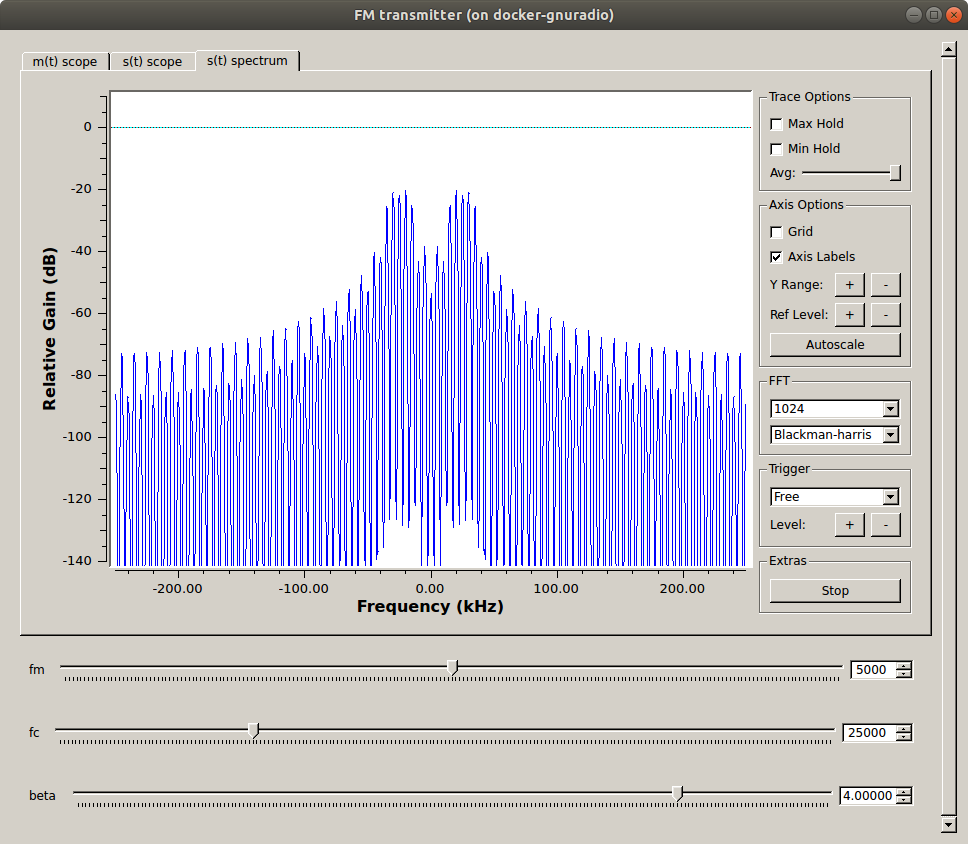 FM transmitter (on docker-gnuradio)
m(t) scope
s(t) scope
s(t) spectrum
0
-20
-40
-60
-80
-100
-120
-140
Relative Gain (dB)
-200.00
-100.00
0.00
100.00
200.00
Frequency (kHz)
Trace Options
Max Hold
Min Hold
Avg:
Axis Options
Grid
Axis Labels
Y Range: + -
Ref Level: + -
Autoscale
FFT
1024
Blackman-harris
Trigger
Free
Level: + -
Extras
Stop
fm 5000
fc 25000
beta 4.00000